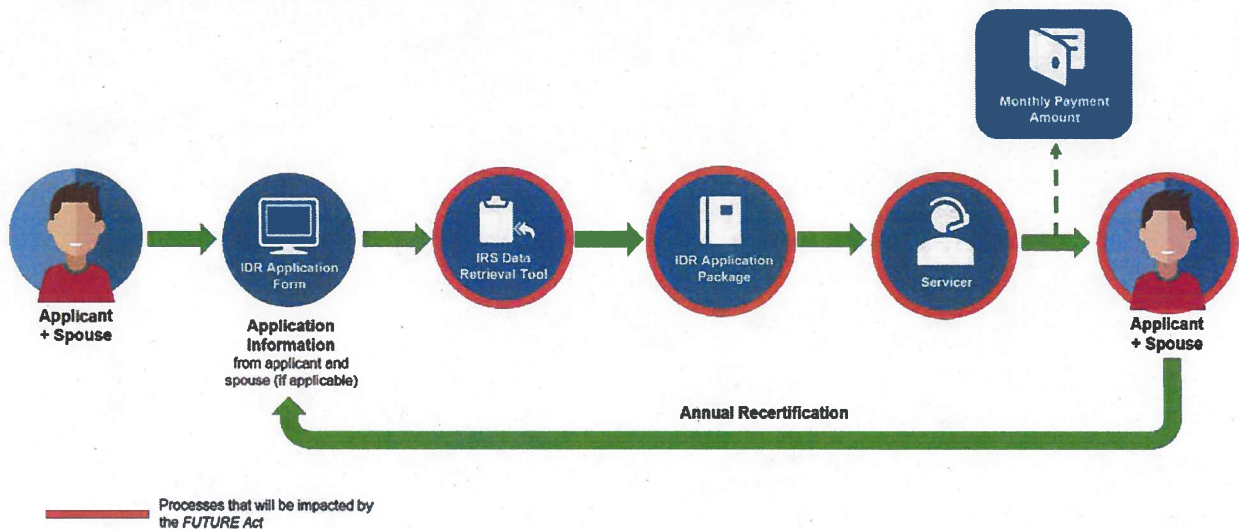 Monthly Payment
Amount
IDR Application
Form
IRS Data
Retrieval Tool
IDR Application
Package
Servicer
Applicant
+ Spouse
Application
Information
from applicant and
spouse (if applicable)
Applicant
+ Spouse
Annual Recertification
Processes that will be impacted by
the FUTURE Act